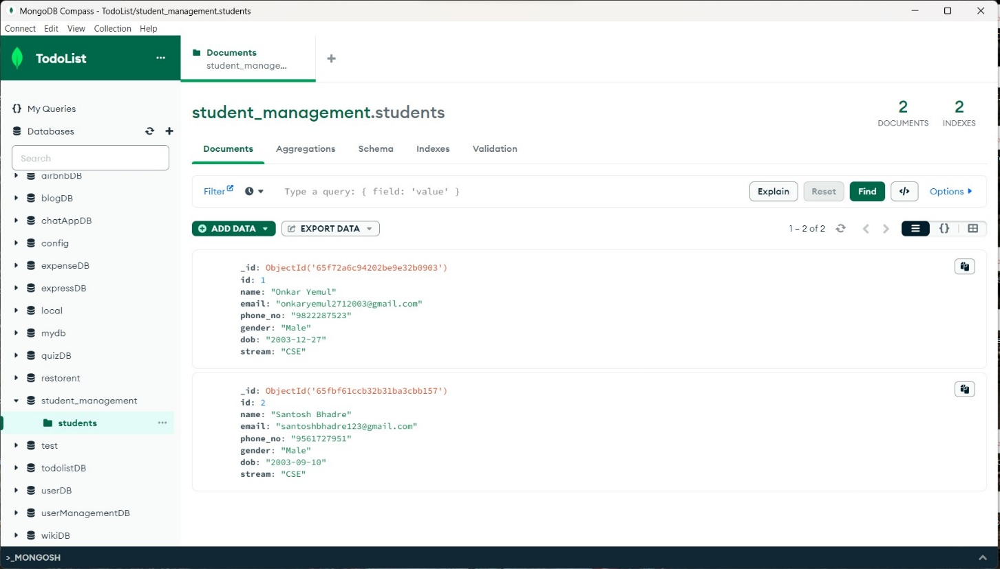 MongoDB Compass - TodoList/student_management.students
Connect Edit View Collection Help
TodoList
Documents
student_manage...
My Queries
Databases
Search
airbnbDB
blogDB
chatAppDB
config
expenseDB
expressDB
local
mydb
quizDB
restorent
student_management
students
test
todolistDB
userDB
userManagementDB
wikiDB
student_management.students
2
DOCUMENTS
2
INDEXES
Documents Aggregations Schema Indexes Validation
Filter Type a query: { field: 'value' } Explain Reset Find </> Options
ADD DATA EXPORT DATA 1 – 2 of 2 {}
_id: ObjectId('65f72a6c94202be9e32b0903')
id: 1
name: "Onkar Yemul"
email: "onkaryemul2712003@gmail.com"
phone_no: "9822287523"
gender: "Male"
dob: "2003-12-27"
stream: "CSE"
_id: ObjectId('65fbf61ccb32b31ba3cbb157')
id: 2
name: "Santosh Bhadre"
email: "santoshbhadre123@gmail.com"
phone_no: "9561727951"
gender: "Male"
dob: "2003-09-10"
stream: "CSE"
>_MONGOSH